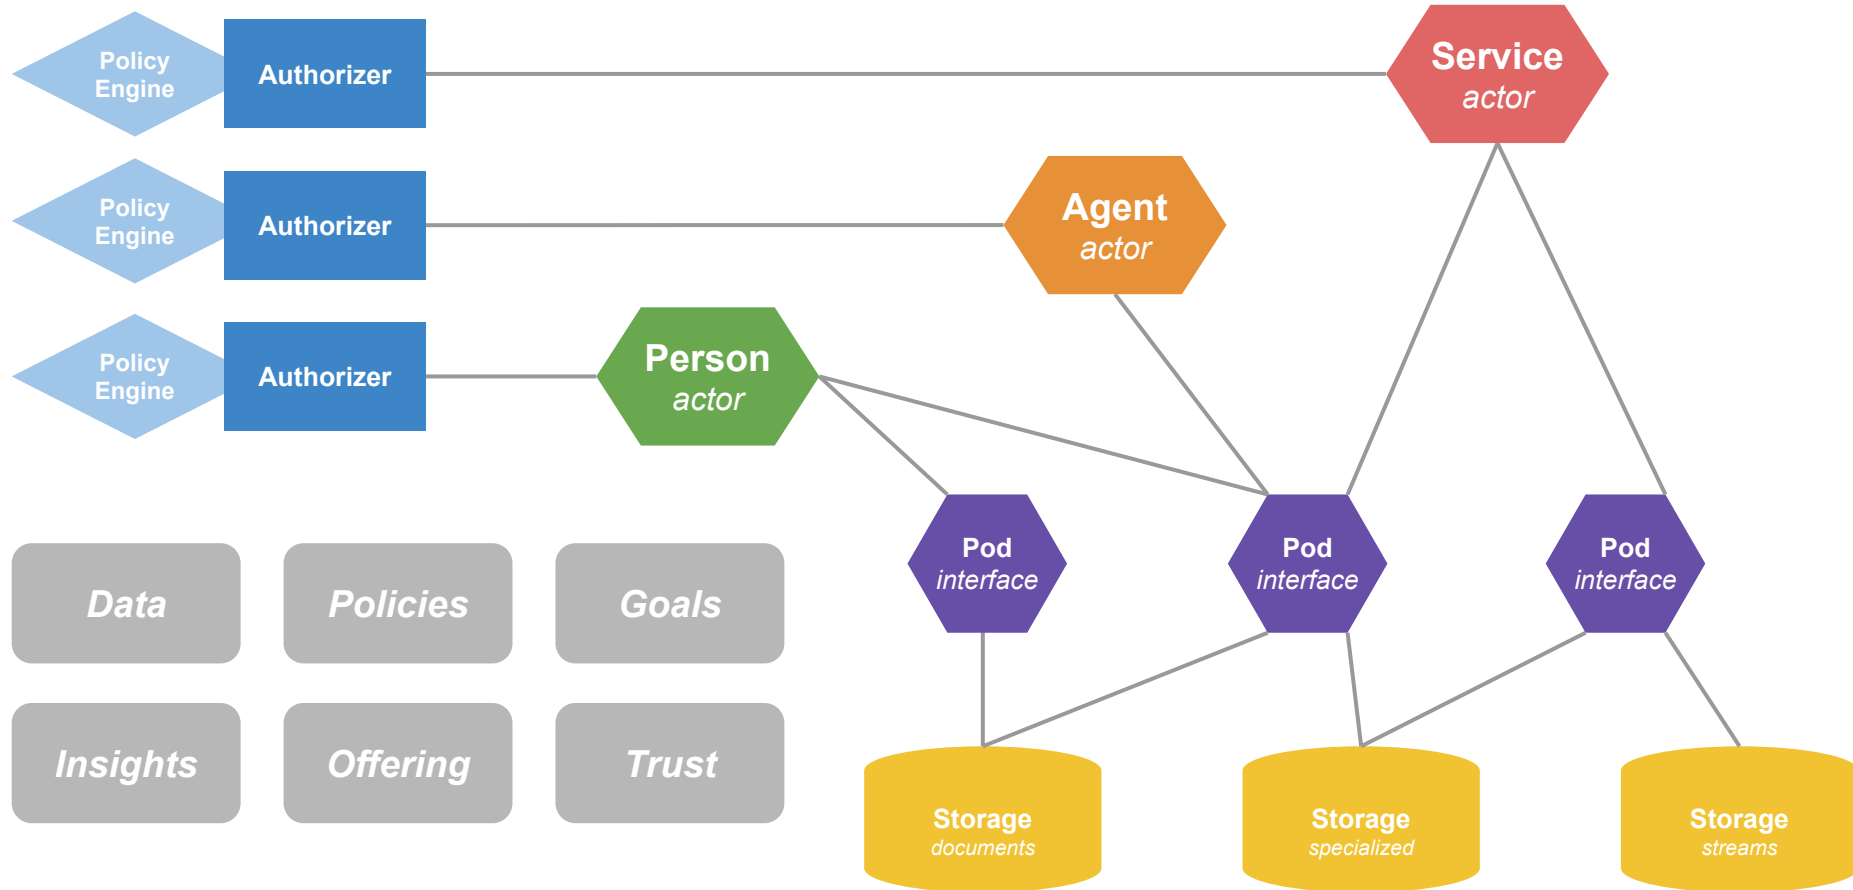 Policy
Engine
Authorizer
Service
actor
Policy
Engine
Authorizer
Agent
actor
Policy
Engine
Authorizer
Person
actor
Pod
interface
Pod
interface
Pod
interface
Data
Policies
Goals
Insights
Offering
Trust
Storage
documents
Storage
specialized
Storage
streams